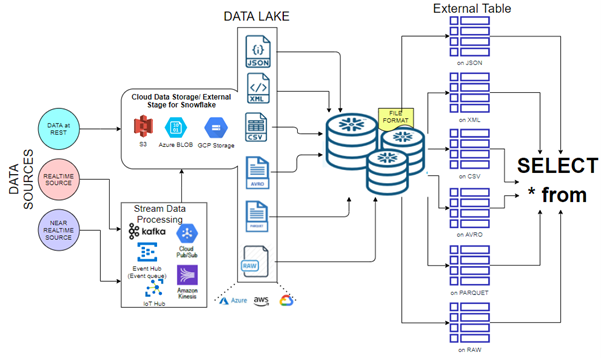 External Table
DATA LAKE
{i}
JSON
on JSON
Cloud Data Storage/ External
Stage for Snowflake
</>
XML
FILE
FORMAT
on XML
DATA at
REST
S3
Azure BLOB
GCP Storage
CSV
on CSV
SELECT
* from
DATA
SOURCES
REALTIME
SOURCE
AVRO
on AVRO
NEAR
REALTIME
SOURCE
Stream Data
Processing
kafka
Cloud
Pub/Sub
Event Hub
(Event queue)
Amazon
Kinesis
IoT Hub
PARQUET
on PARQUET
RAW
Azure
aws
on RAW